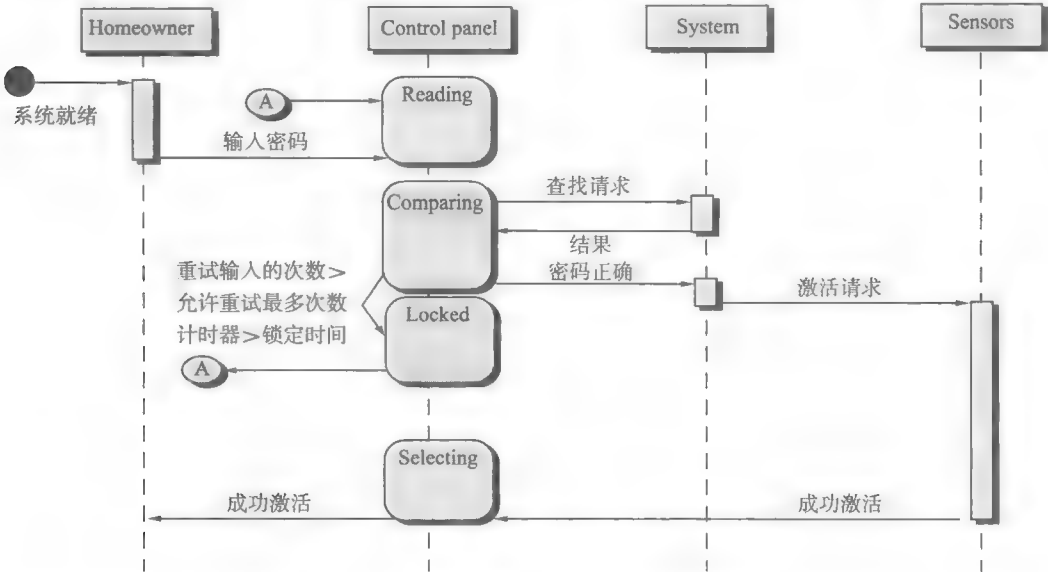 Homeowner
Control panel
System
Sensors
系统就绪
A
Reading
输入密码
Comparing
查找请求
结果
密码正确
激活请求
重试输入的次数>
允许重试最多次数
计时器>锁定时间
Locked
A
Selecting
成功激活
成功激活